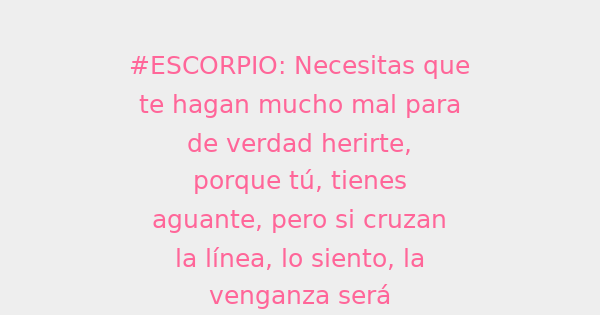 #ESCORPIO: Necesitas que
te hagan mucho mal para
de verdad herirte,
porque tú, tienes
aguante, pero si cruzan
la línea, lo siento, la
venganza será